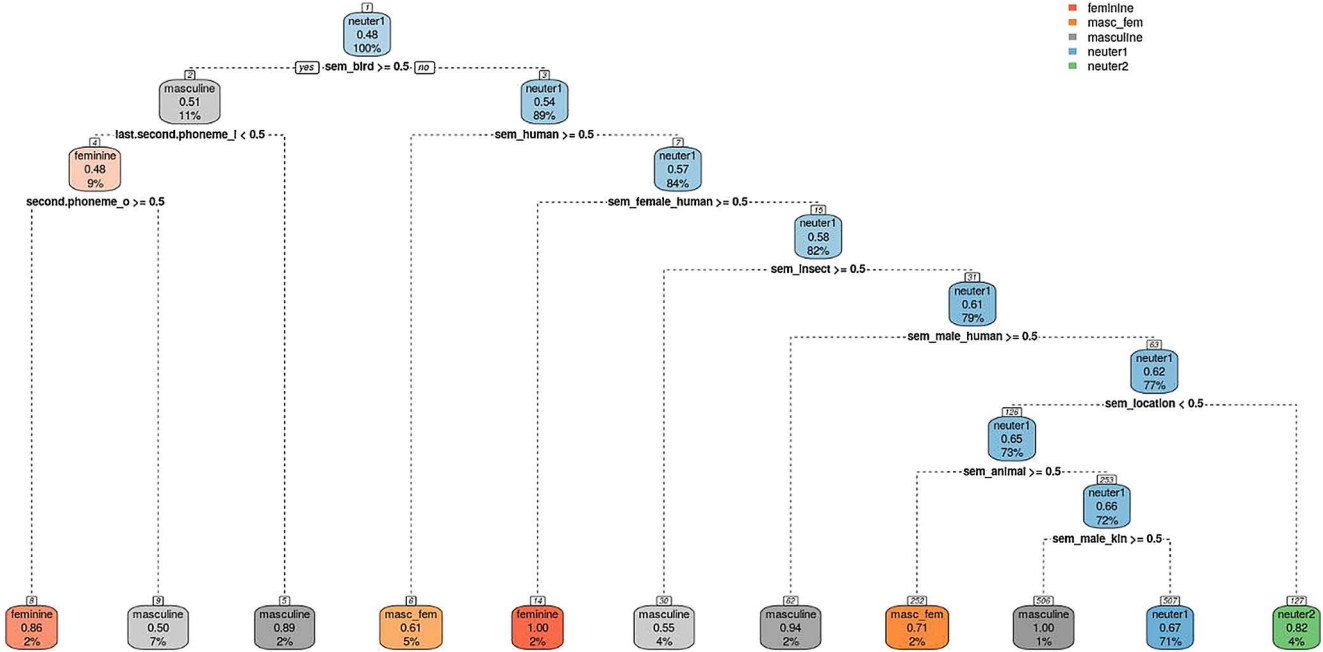 feminine
masc_fem
masculine
neuter1
neuter2
1
neuter1
0.48
100%
yes sem_bird >= 0.5 no
2
masculine
0.51
11%
3
neuter1
0.54
89%
last.second.phoneme_i < 0.5
sem_human >= 0.5
4
feminine
0.48
9%
7
neuter1
0.57
84%
second.phoneme_o >= 0.5
sem_female_human >= 0.5
15
neuter1
0.58
82%
sem_insect >= 0.5
31
neuter1
0.61
79%
sem_male_human >= 0.5
63
neuter1
0.62
77%
sem_location < 0.5
126
neuter1
0.65
73%
sem_animal >= 0.5
253
neuter1
0.66
72%
sem_male_kin >= 0.5
8
feminine
0.86
2%
9
masculine
0.50
7%
5
masculine
0.89
2%
6
masc_fem
0.61
5%
14
feminine
1.00
2%
30
masculine
0.55
4%
62
masculine
0.94
2%
252
masc_fem
0.71
2%
506
masculine
1.00
1%
507
neuter1
0.67
71%
127
neuter2
0.82
4%